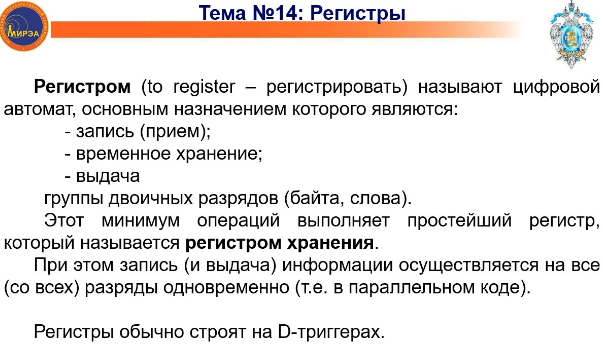 Тема №14: Регистры
МИРЭА
Регистром (to register – регистрировать) называют цифровой
автомат, основным назначением которого являются:
- запись (прием);
- временное хранение;
- выдача
группы двоичных разрядов (байта, слова).
Этот минимум операций выполняет простейший регистр,
который называется регистром хранения.
При этом запись (и выдача) информации осуществляется на все
(со всех) разряды одновременно (т.е. в параллельном коде).
Регистры обычно строят на D-триггерах.